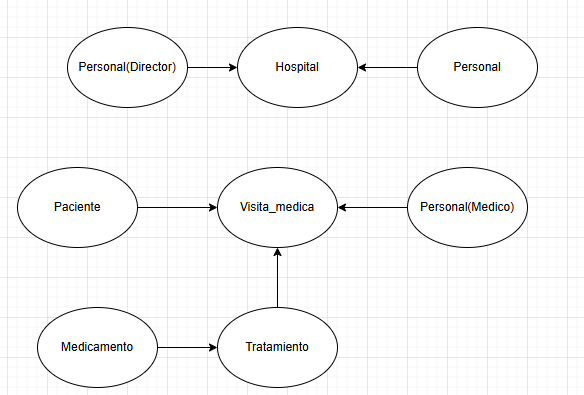 Personal(Director)
Hospital
Personal
Paciente
Visita_medica
Personal(Medico)
Medicamento
Tratamiento